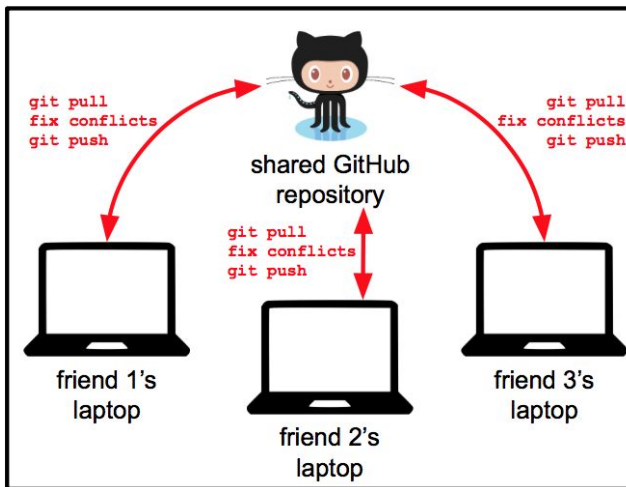 git pull
fix conflicts
git push
git pull
fix conflicts
git push
shared GitHub
repository
git pull
fix conflicts
git push
friend 1's
laptop
friend 2's
laptop
friend 3's
laptop